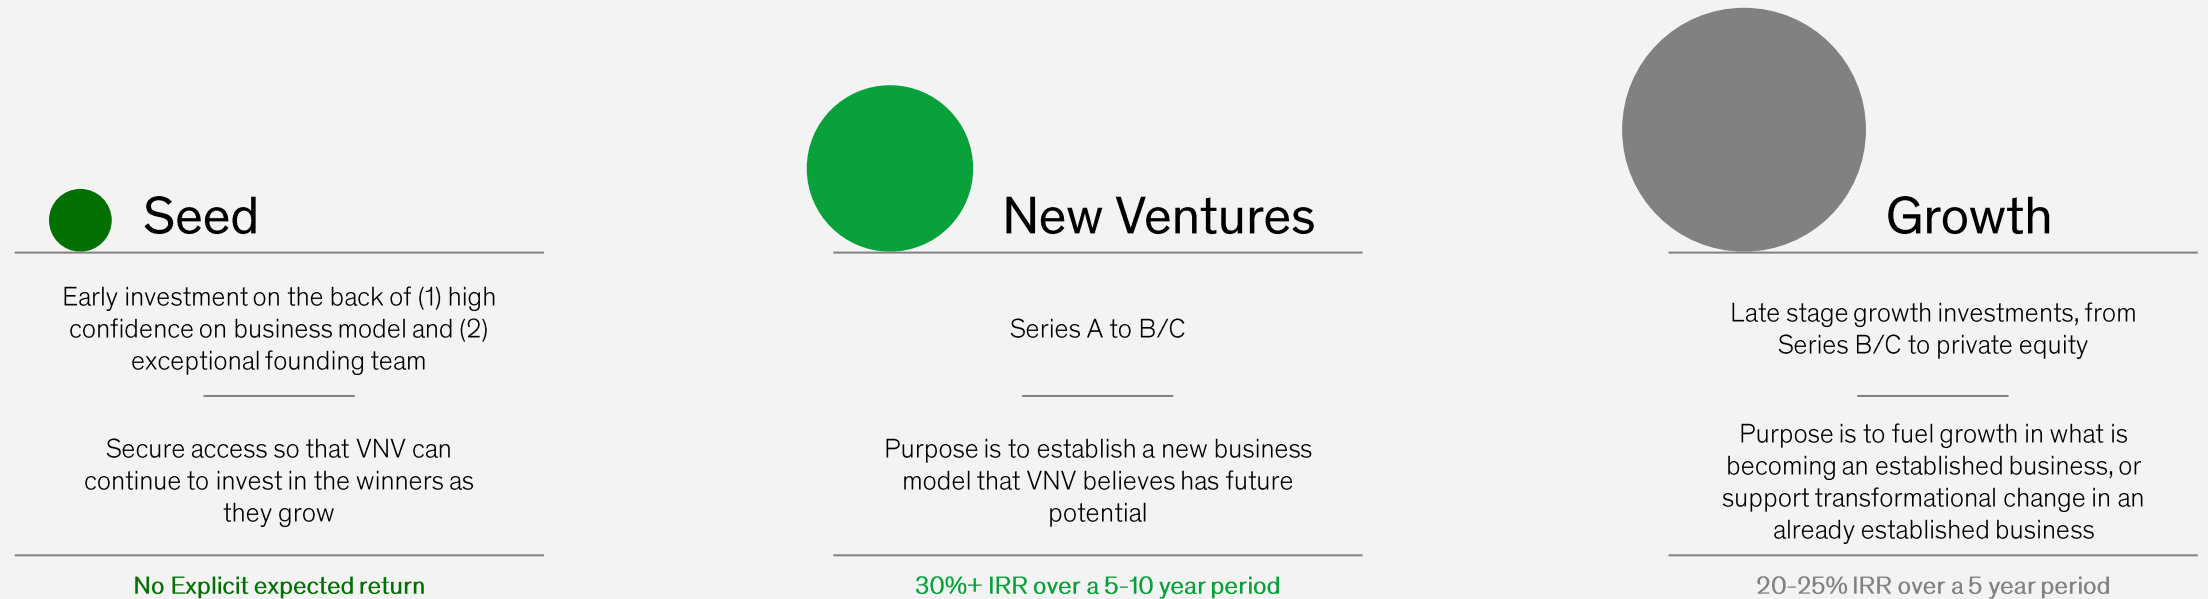 Seed
Early investment on the back of (1) high
confidence on business model and (2)
exceptional founding team
Secure access so that VNV can
continue to invest in the winners as
they grow
No Explicit expected return
New Ventures
Series A to B/C
Purpose is to establish a new business
model that VNV believes has future
potential
30%+ IRR over a 5-10 year period
Growth
Late stage growth investments, from
Series B/C to private equity
Purpose is to fuel growth in what is
becoming an established business, or
support transformational change in an
already established business
20-25% IRR over a 5 year period